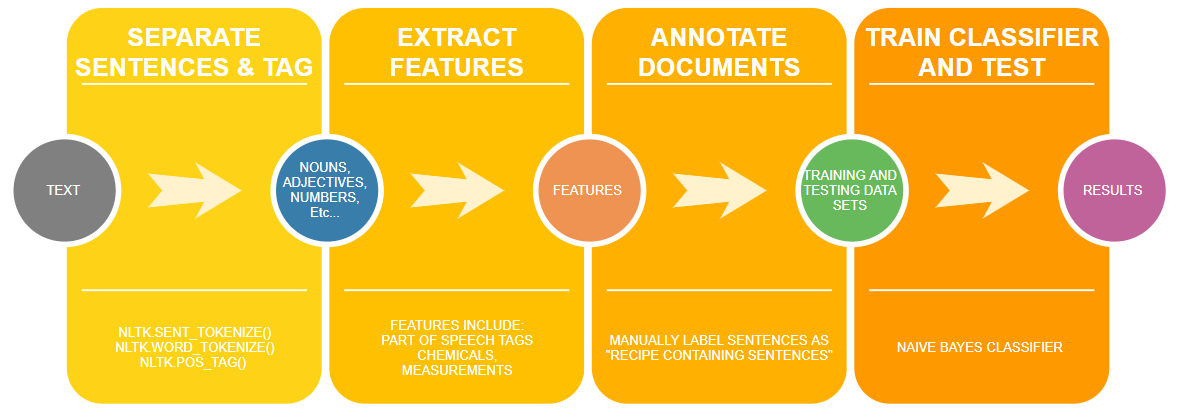 SEPARATE
SENTENCES & TAG
EXTRACT
FEATURES
ANNOTATE
DOCUMENTS
TRAIN CLASSIFIER
AND TEST
TEXT
NOUNS,
ADJECTIVES,
NUMBERS,
Etc...
FEATURES
TRAINING AND
TESTING DATA
SETS
RESULTS
NLTK.SENT_TOKENIZE()
NLTK.WORD_TOKENIZE()
NLTK.POS_TAG()
FEATURES INCLUDE:
PART OF SPEECH TAGS
CHEMICALS,
MEASUREMENTS
MANUALLY LABEL SENTENCES AS
"RECIPE CONTAINING SENTENCES"
NAIVE BAYES CLASSIFIER